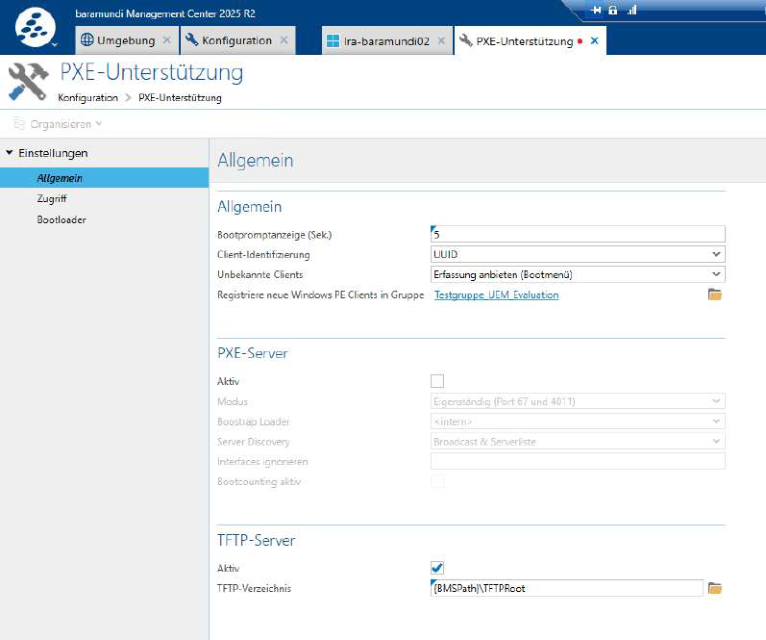 baramundi Management Center 2025 R2
Umgebung
Konfiguration
lra-baramundi02
PXE-Unterstützung
PXE-Unterstützung
Konfiguration > PXE-Unterstützung
Organisieren
Einstellungen
Allgemein
Zugriff
Bootloader
Allgemein
Allgemein
Bootpromptanzeige (Sek.) 5
Client-Identifizierung UUID
Unbekannte Clients Erfassung anbieten (Bootmenü)
Registriere neue Windows PE Clients in Gruppe Testgruppe_UEM_Evaluation
PXE-Server
Aktiv
Modus Eigenständig (Port 67 und 4011)
Boostrap Loader <intern>
Server Discovery Broadcast & Serverliste
Interfaces ignorieren
Bootcounting aktiv
TFTP-Server
Aktiv
TFTP-Verzeichnis {BMSPath}\TFTPRoot